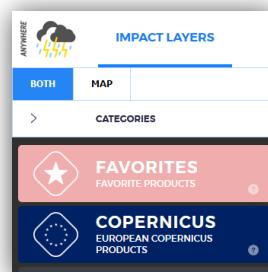 ANYWHERE
IMPACT LAYERS
BOTH MAP
CATEGORIES
FAVORITES
FAVORITE PRODUCTS
?
COPERNICUS
EUROPEAN COPERNICUS
PRODUCTS
?